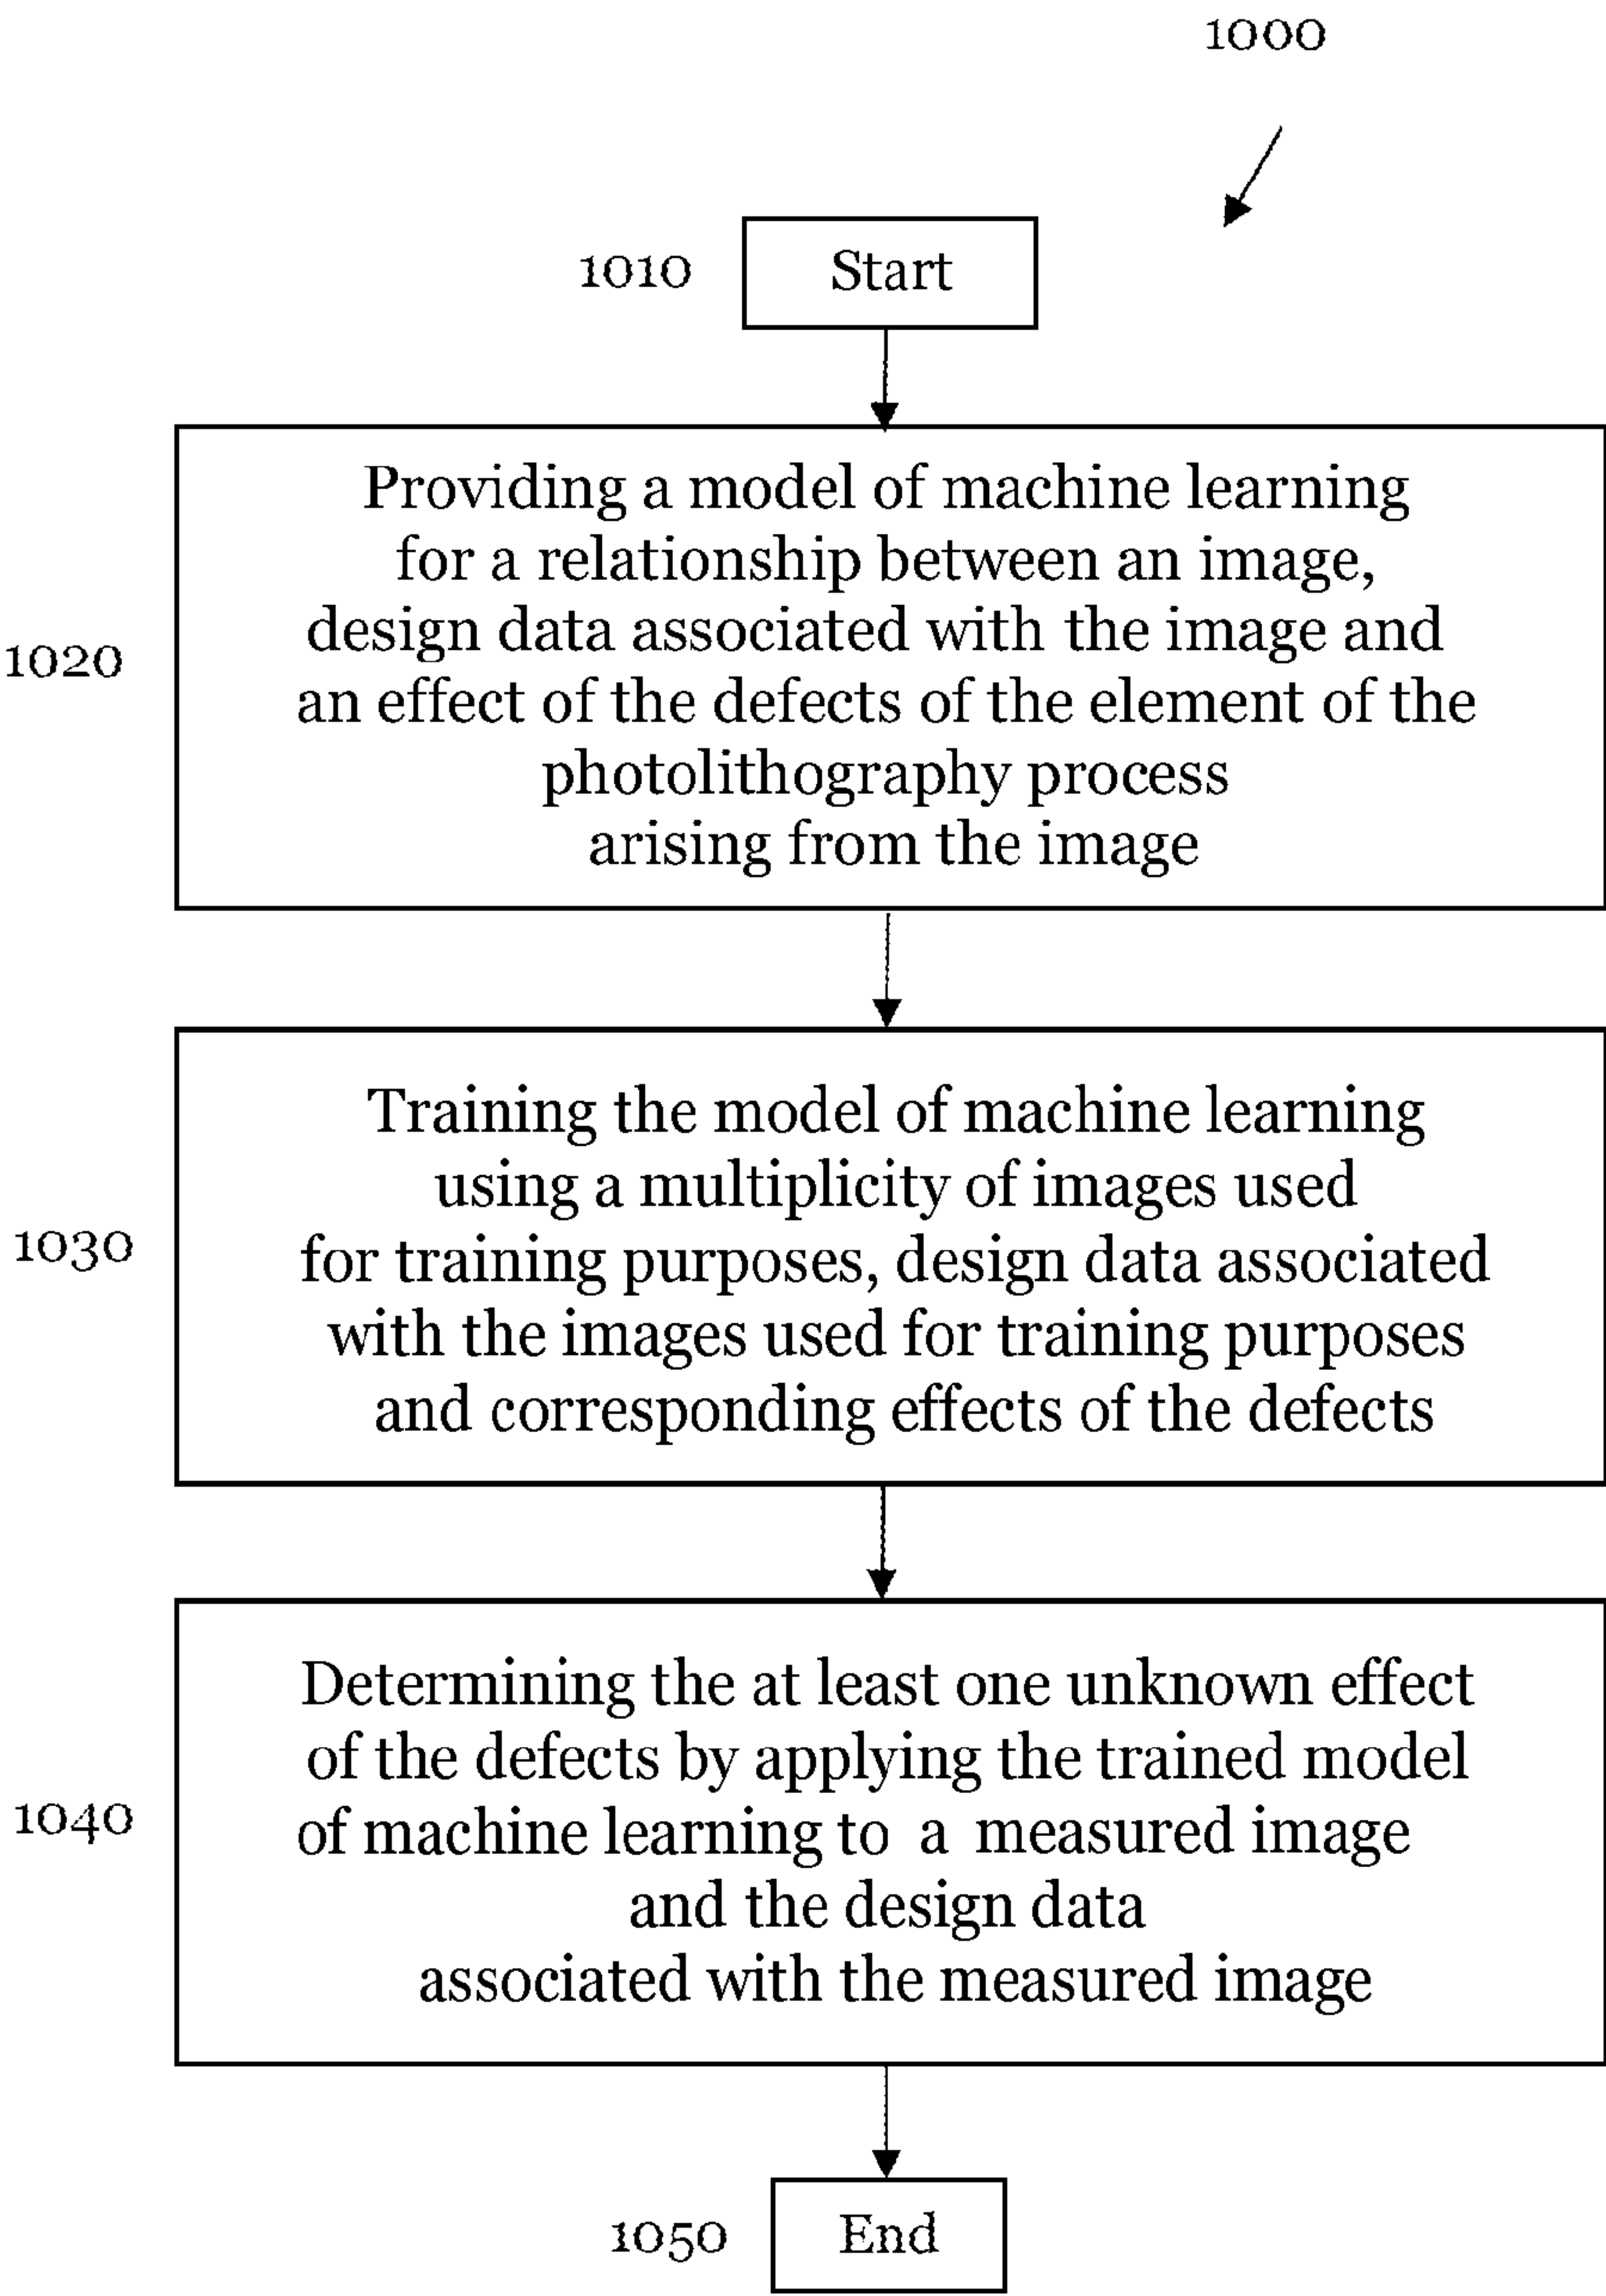 1000
1010
Start
Providing a model of machine learning
for a relationship between an image,
design data associated with the image and
1020
an effect of the defects of the element of the
photolithography process
arising from the image
Training the model of machine learning
using a multiplicity of images used
1030
for training purposes, design data associated
with the images used for training purposes
and corresponding effects of the defects
Determining the at least one unknown effect
of the defects by applying the trained model
1040
of machine learning to a measured image
and the design data
associated with the measured image
1050
End